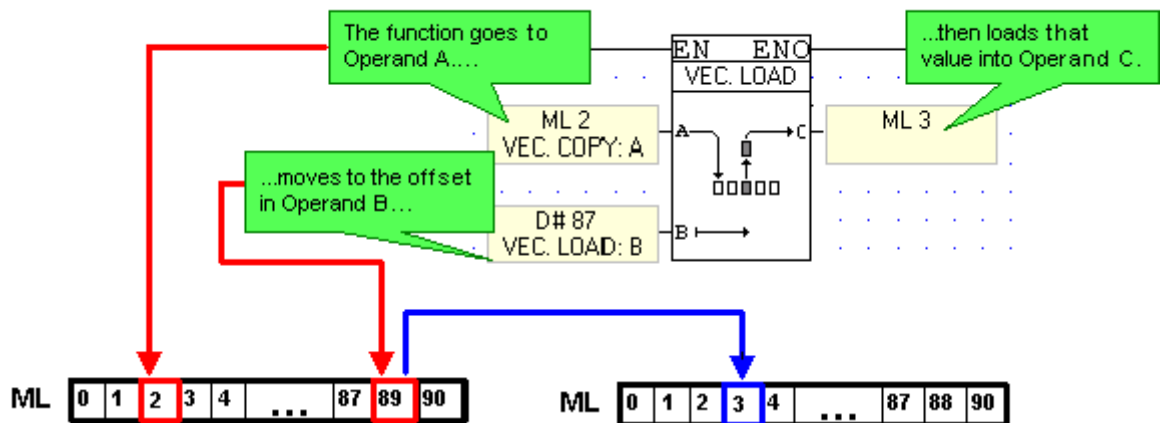 The function goes to
Operand A....
EN ENO
VEC. LOAD
...then loads that
value into Operand C.
ML 2
VEC. COPY: A
A
C
ML 3
...moves to the offset
in Operand B...
D# 87
VEC. LOAD: B
B
ML 0 1 2 3 4 ... 87 89 90
ML 0 1 2 3 4 ... 87 88 90